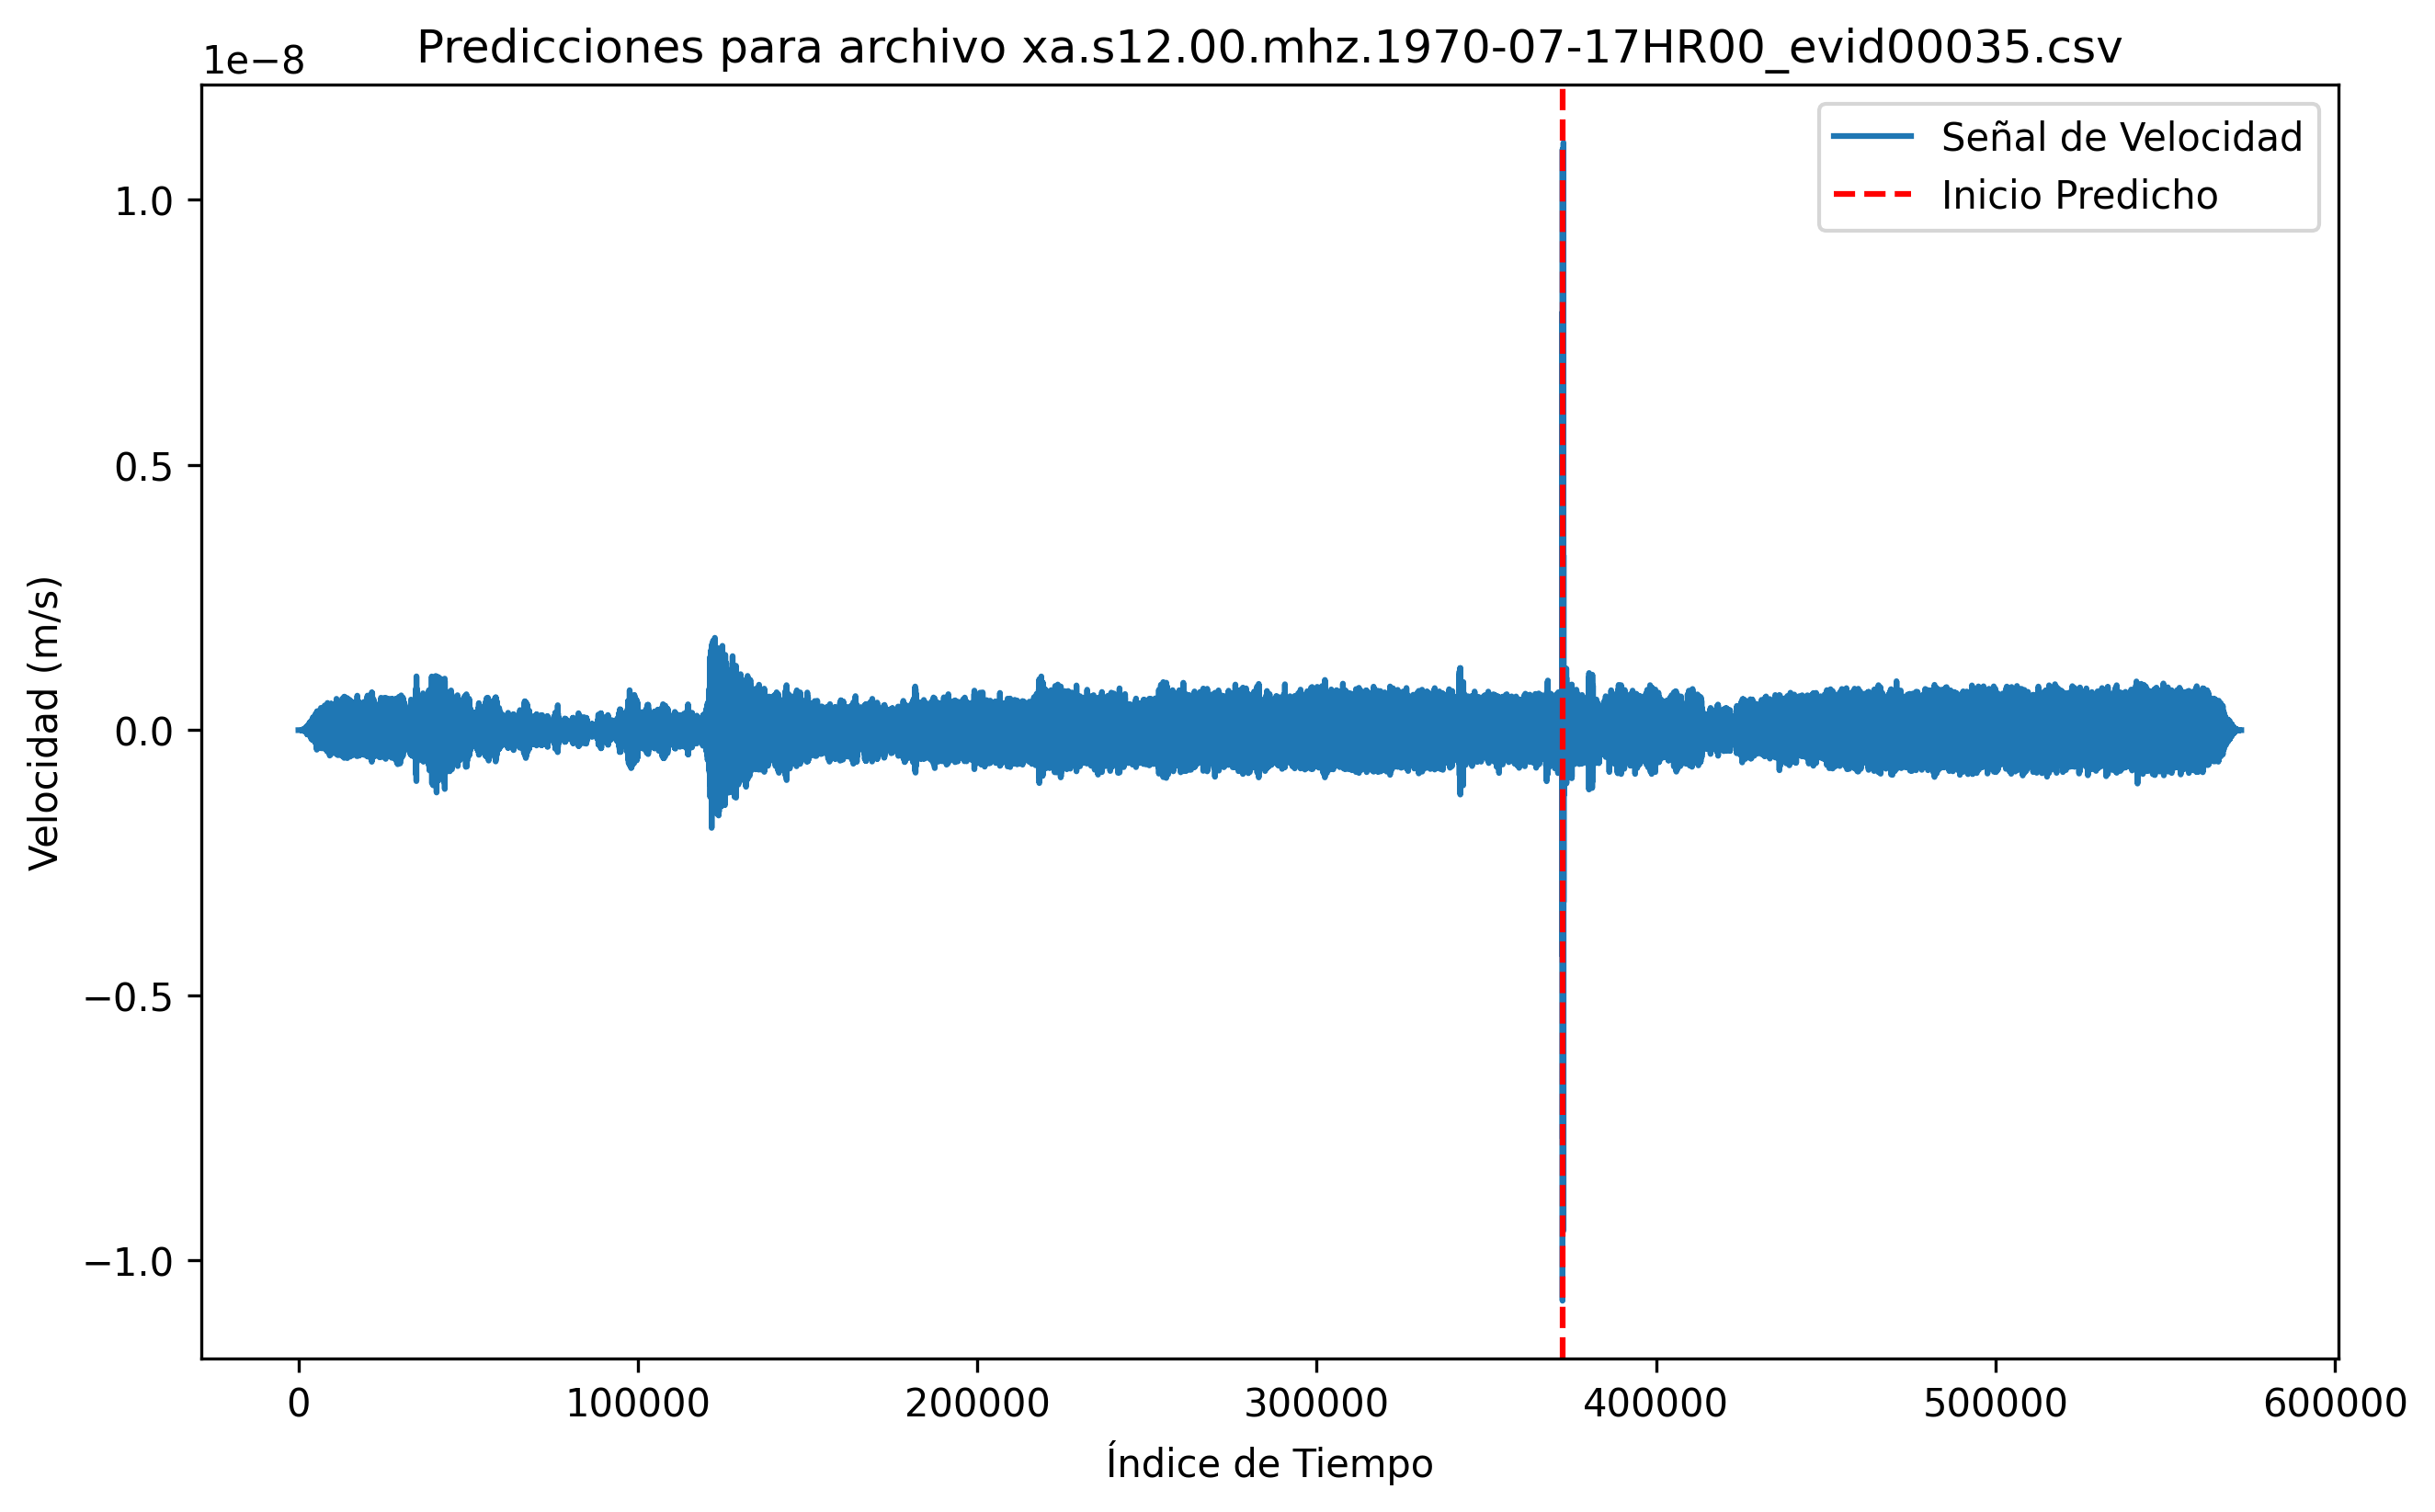 Predicciones para archivo xa.s12.00.mhz.1970-07-17HR00_evid00035.csv
1e−8
Señal de Velocidad
Inicio Predicho
1.0
0.5
0.0
−0.5
−1.0
Velocidad (m/s)
0 100000 200000 300000 400000 500000 600000
Índice de Tiempo